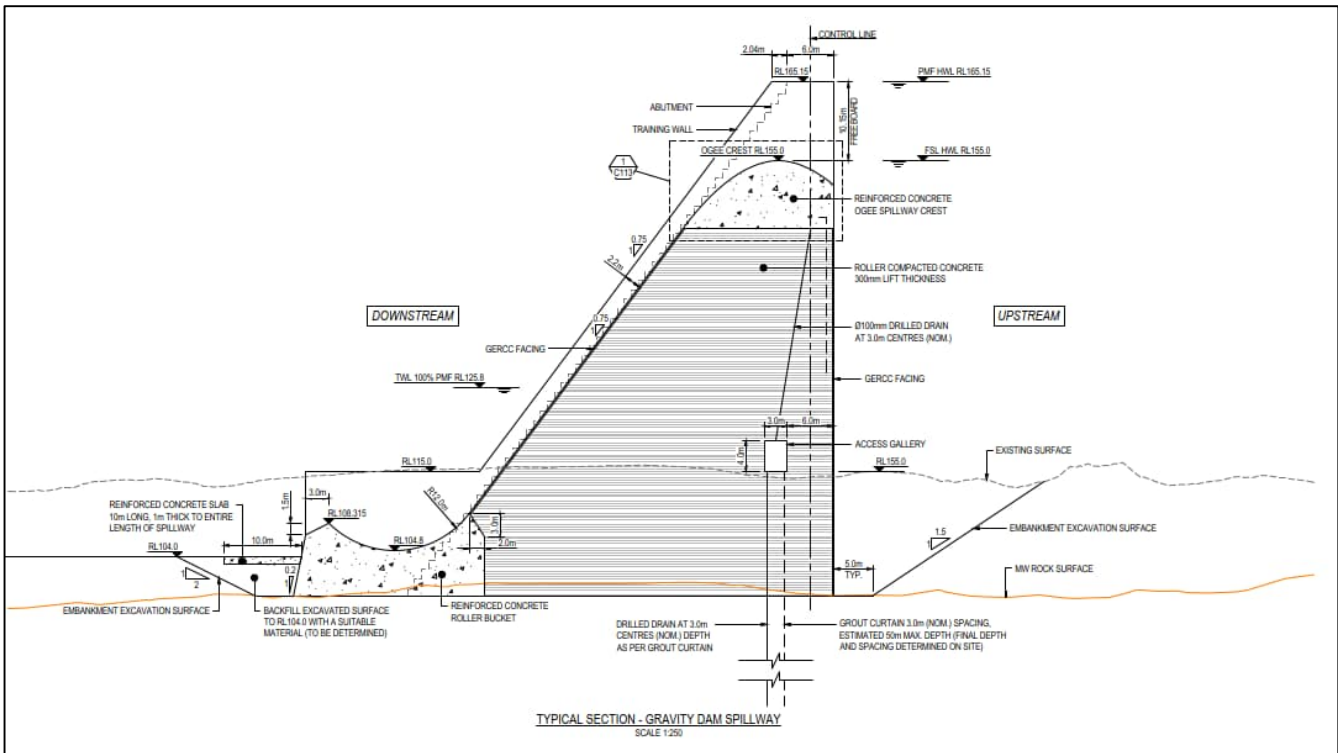 CONTROL LINE
2.04m
6.0m
RL165.15
PMF HWL RL165.15
ABUTMENT
TRAINING WALL
10.15m
FREEBOARD
1
C113
OGEE CREST RL155.0
FSL HWL RL155.0
REINFORCED CONCRETE
OGEE SPILLWAY CREST
0.75
1
2.2m
ROLLER COMPACTED CONCRETE
300mm LIFT THICKNESS
DOWNSTREAM
UPSTREAM
0.75
1
Ø100mm DRILLED DRAIN
AT 3.0m CENTRES (NOM.)
GERCC FACING
GERCC FACING
TWL 100% PMF RL125.8
3.0m
6.0m
4.0m
ACCESS GALLERY
EXISTING SURFACE
RL115.0
RL155.0
REINFORCED CONCRETE SLAB
10m LONG, 1m THICK TO ENTIRE
LENGTH OF SPILLWAY
3.0m
1.5m
R12.0m
RL108.315
3.0m
1.5
1
EMBANKMENT EXCAVATION SURFACE
10.0m
RL104.8
2.0m
RL104.0
5.0m
TYP.
MW ROCK SURFACE
0.2
1
1
2
EMBANKMENT EXCAVATION SURFACE
BACKFILL EXCAVATED SURFACE
TO RL104.0 WITH A SUITABLE
MATERIAL (TO BE DETERMINED)
REINFORCED CONCRETE
ROLLER BUCKET
DRILLED DRAIN AT 3.0m
CENTRES (NOM.) DEPTH
AS PER GROUT CURTAIN
GROUT CURTAIN 3.0m (NOM.) SPACING,
ESTIMATED 50m MAX. DEPTH (FINAL DEPTH
AND SPACING DETERMINED ON SITE)
TYPICAL SECTION - GRAVITY DAM SPILLWAY
SCALE 1:250